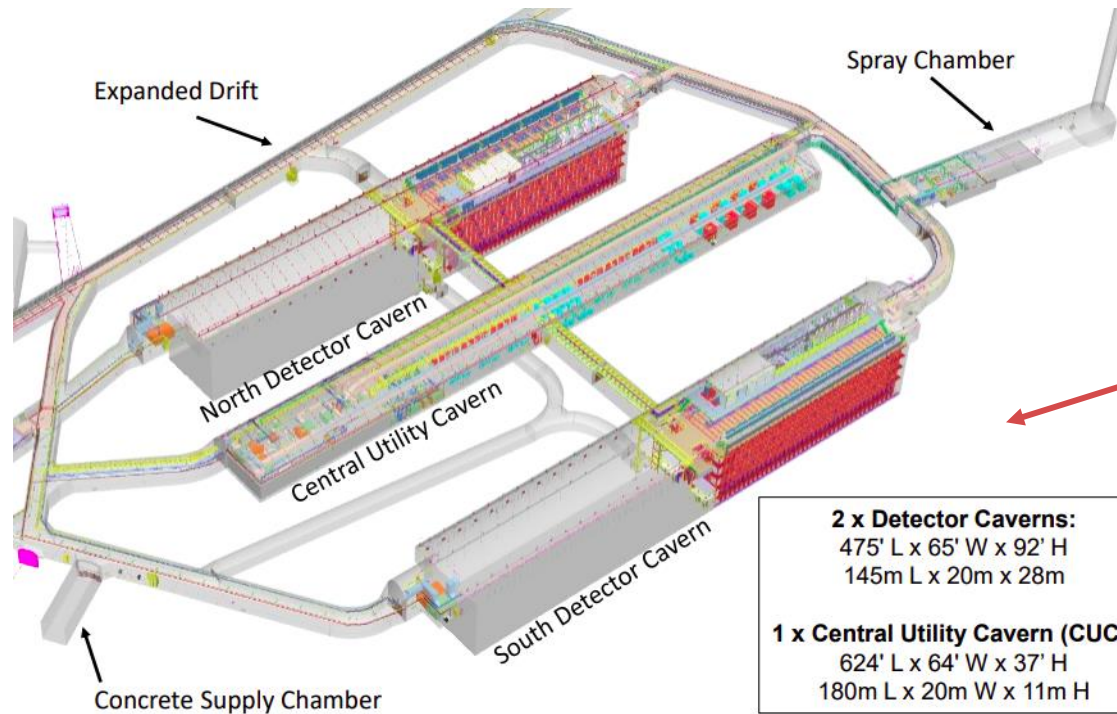 Expanded Drift
Spray Chamber
North Detector Cavern
Central Utility Cavern
South Detector Cavern
Concrete Supply Chamber
2 x Detector Caverns:
475' L x 65' W x 92’ H
145m L x 20m x 28m
1 x Central Utility Cavern (CUC
624' L x 64' W x 37’ H
180m L x 20m W x 11m H